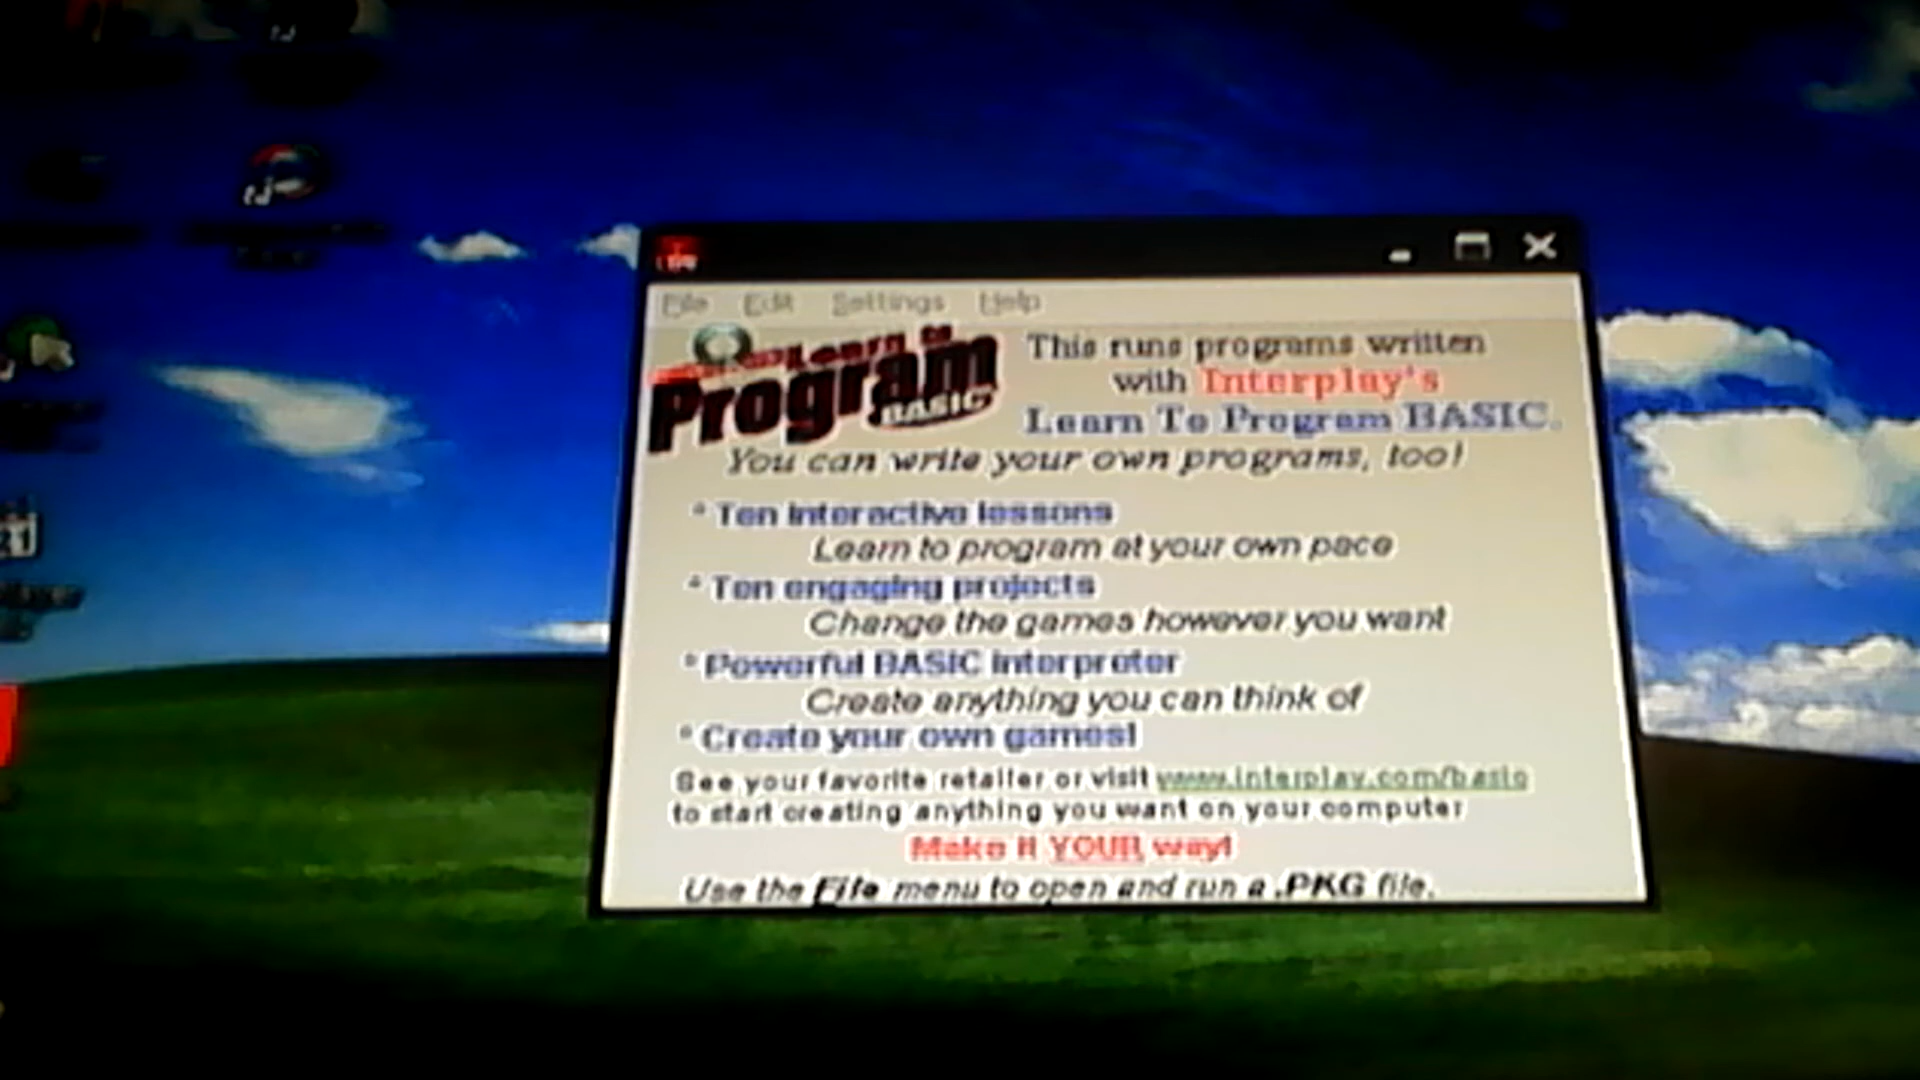 File Edit Settings Help
Learn to
Program
BASIC
This runs programs written
with Interplay's
Learn To Program BASIC.
You can write your own programs, too!
* Ten interactive lessons
Learn to program at your own pace
* Ten engaging projects
Change the games however you want
* Powerful BASIC interpreter
Create anything you can think of
* Create your own games!
See your favorite retailer or visit www.interplay.com/basic
to start creating anything you want on your computer
Make it YOUR way!
Use the File menu to open and run a .PKG file.
21